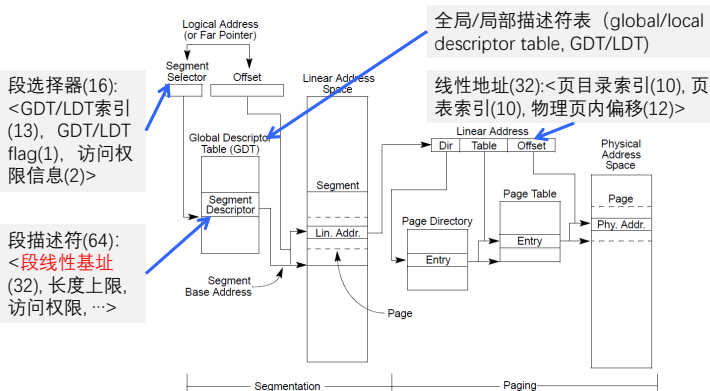 Logical Address
(or Far Pointer)
Segment
Selector
Offset
Linear Address
Space
全局/局部描述符表（global/local
descriptor table, GDT/LDT)
段选择器(16):
<GDT/LDT索引
(13)，GDT/LDT
flag(1)，访问权
限信息(2)>
线性地址(32):<页目录索引(10), 页
表索引(10), 物理页内偏移(12)>
Global Descriptor
Table (GDT)
Segment
Descriptor
Linear Address
Dir
Table
Offset
Physical
Address
Space
Segment
Page Table
Page
Page Directory
Phy. Addr.
Lin. Addr.
Entry
Entry
段描述符(64):
<段线性基址
(32), 长度上限,
访问权限, …>
Segment
Base Address
Page
Segmentation
Paging